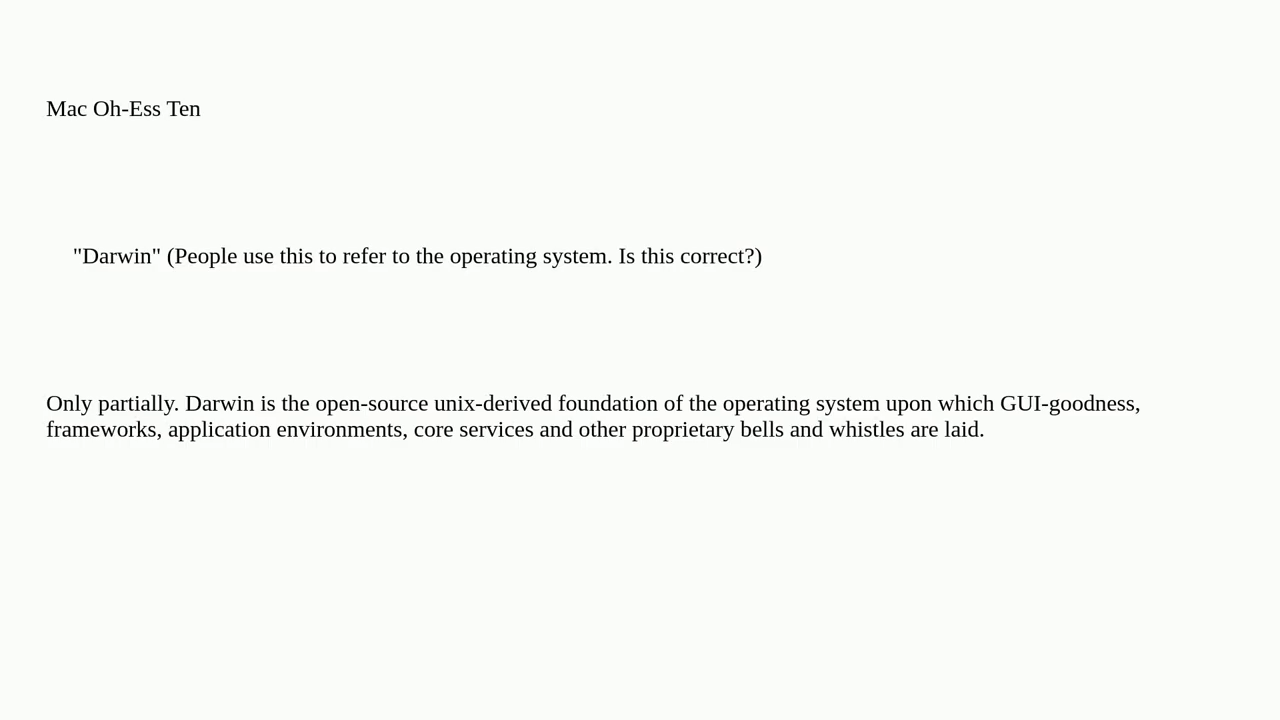 Mac Oh-Ess Ten
"Darwin" (People use this to refer to the operating system. Is this correct?)
Only partially. Darwin is the open-source unix-derived foundation of the operating system upon which GUI-goodness,
frameworks, application environments, core services and other proprietary bells and whistles are laid.